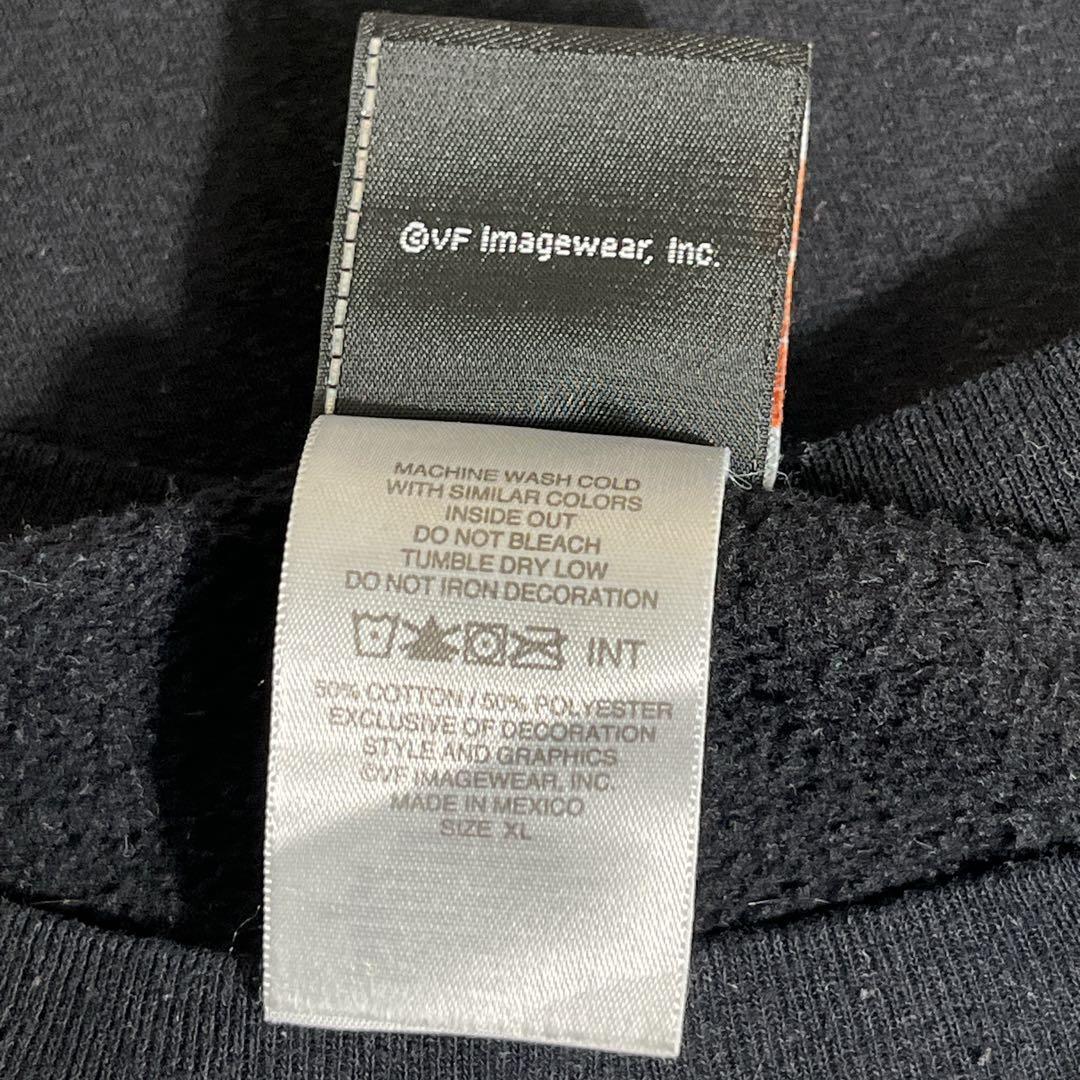 ©VF Imagewear, Inc.
MACHINE WASH COLD
WITH SIMILAR COLORS
INSIDE OUT
DO NOT BLEACH
TUMBLE DRY LOW
DO NOT IRON DECORATION
INT
50% COTTON / 50% POLYESTER
EXCLUSIVE OF DECORATION
STYLE AND GRAPHICS
©VF IMAGEWEAR, INC.
MADE IN MEXICO
SIZE XL